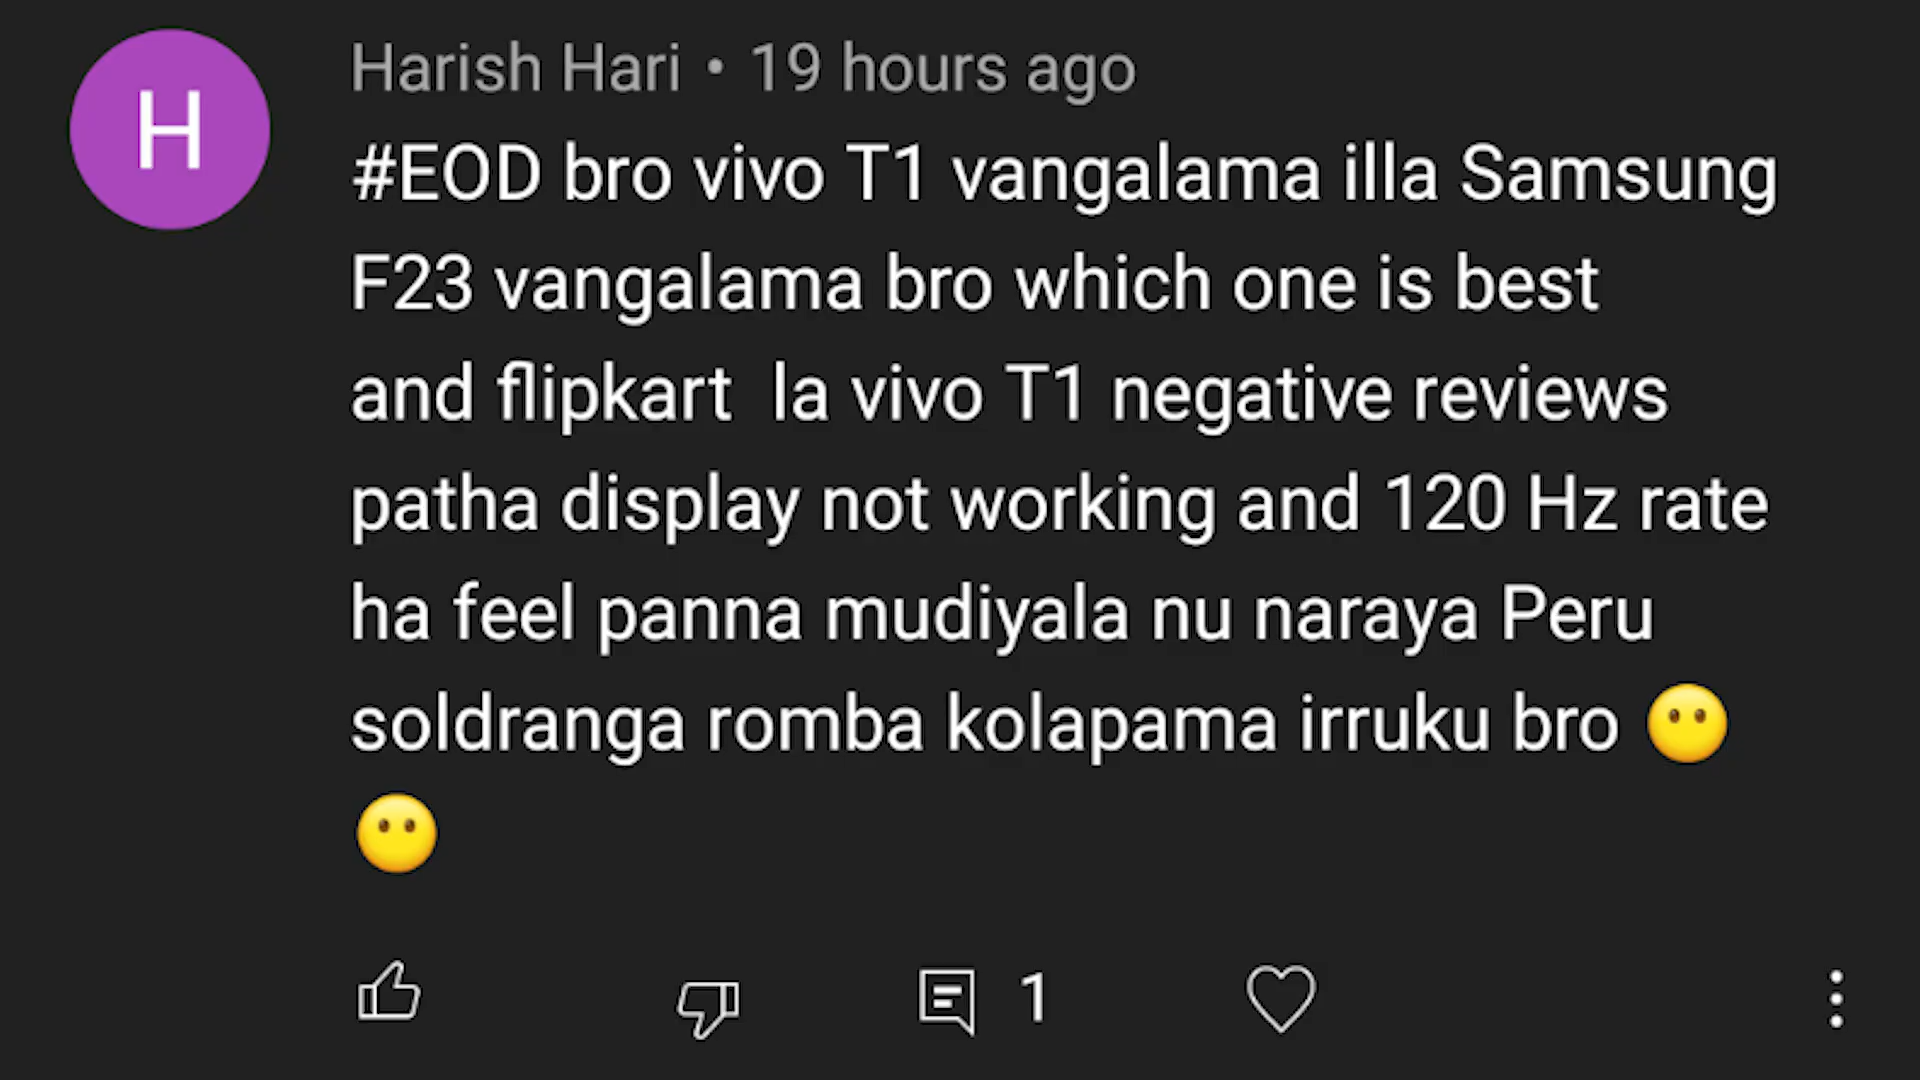 H
Harish Hari • 19 hours ago
#EOD bro vivo T1 vangalama illa Samsung
F23 vangalama bro which one is best
and flipkart  la vivo T1 negative reviews
patha display not working and 120 Hz rate
ha feel panna mudiyala nu naraya Peru
soldranga romba kolapama irruku bro 😶
😶
1